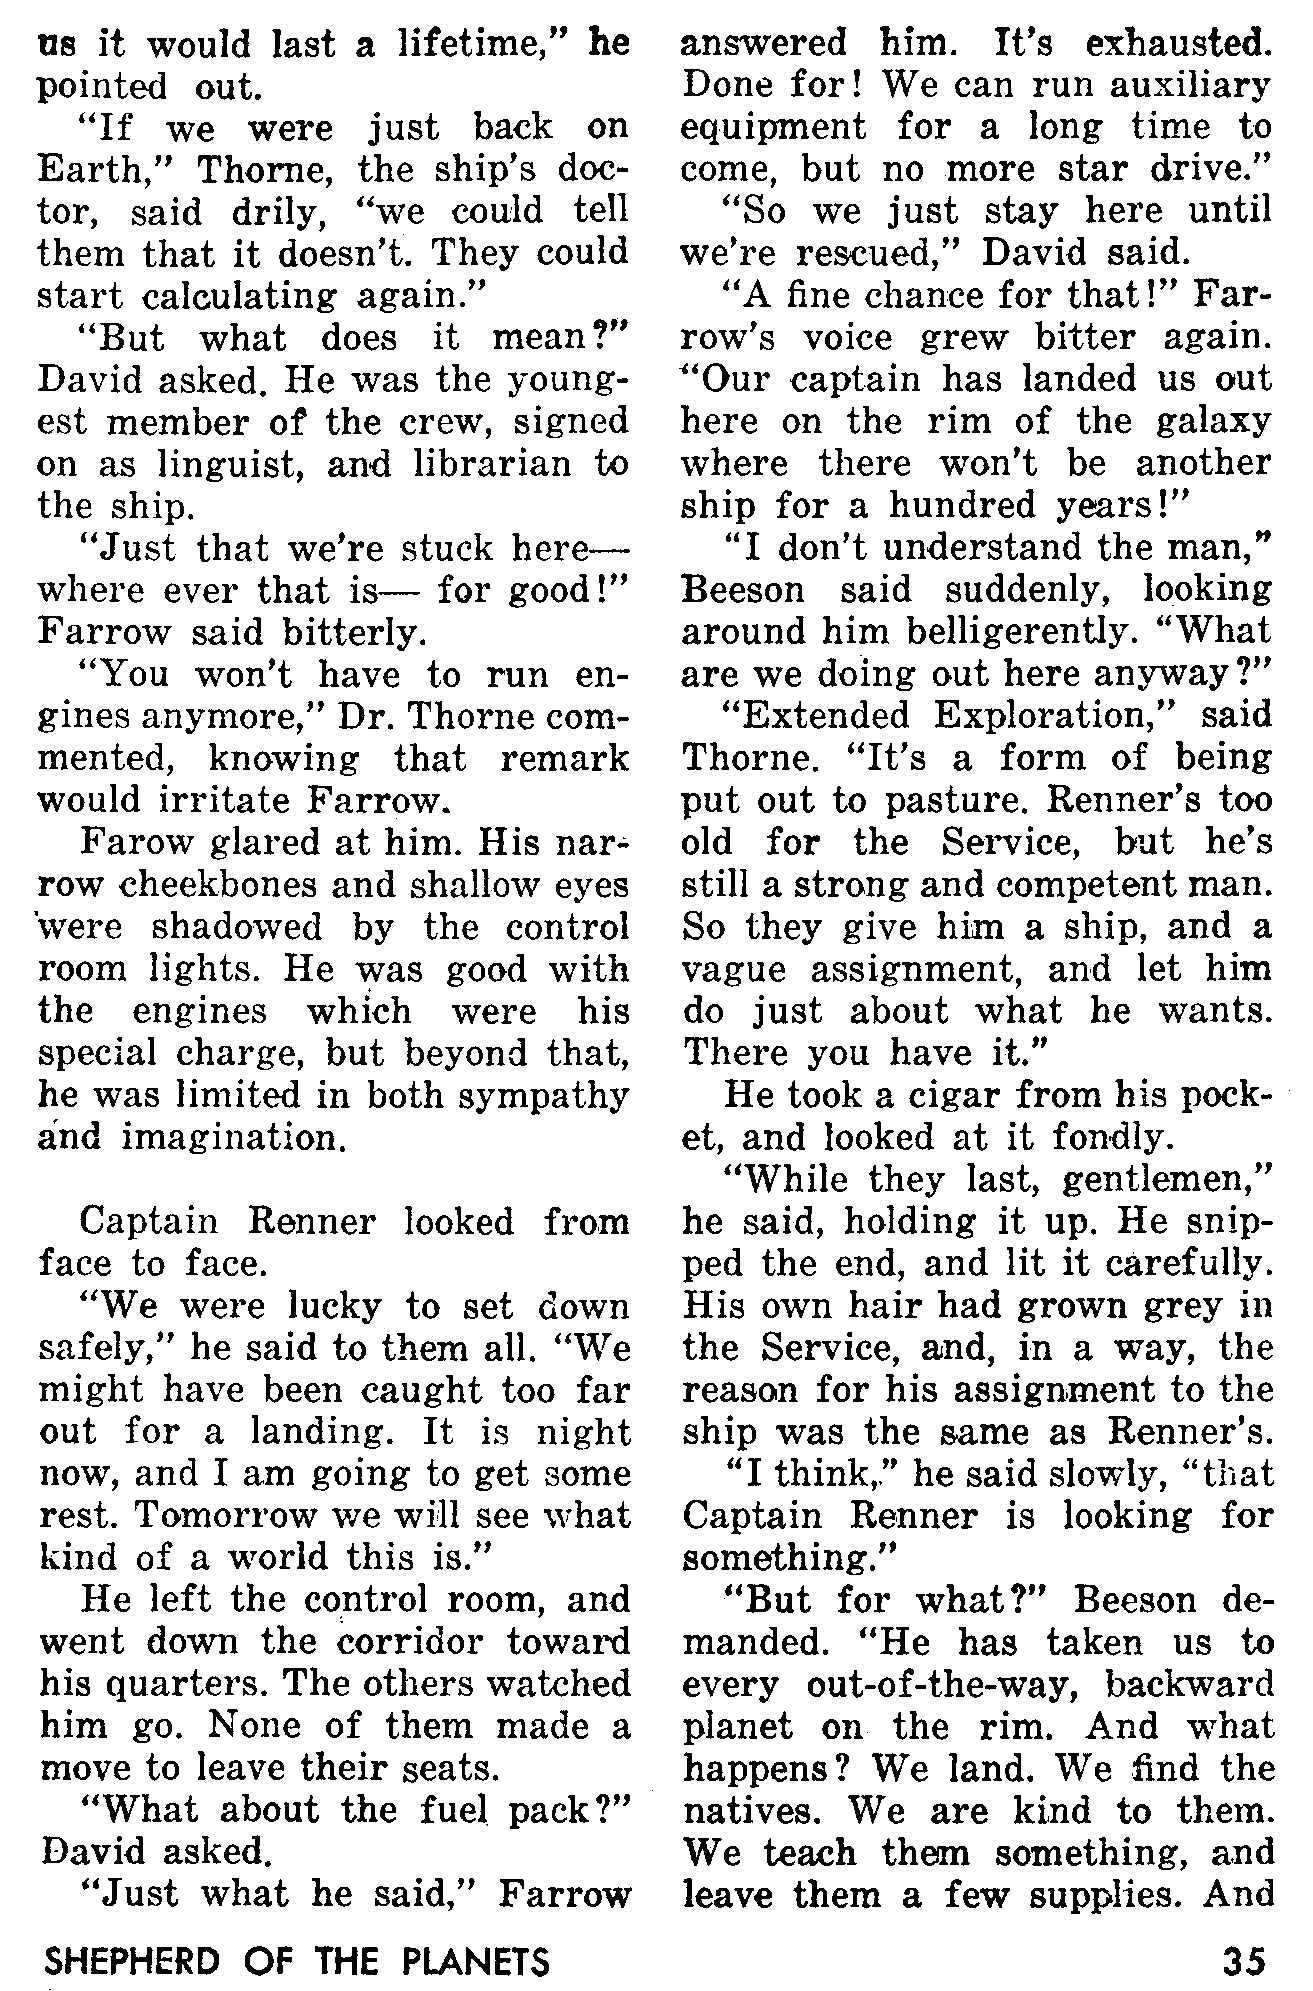 us it would last a lifetime,” he
pointed out.
“If we were just back on
Earth,” Thorne, the ship’s doc-
tor, said drily, “we could tell
them that it doesn’t. They could
start calculating again.”
“But what does it mean?”
David asked. He was the young-
est member of the crew, signed
on as linguist, and librarian to
the ship.
“Just that we’re stuck here—
where ever that is— for good!”
Farrow said bitterly.
“You won’t have to run en-
gines anymore,” Dr. Thorne com-
mented, knowing that remark
would irritate Farrow.
Farow glared at him. His nar-
row cheekbones and shallow eyes
were shadowed by the control
room lights. He was good with
the engines which were his
special charge, but beyond that,
he was limited in both sympathy
and imagination.
Captain Renner looked from
face to face.
“We were lucky to set down
safely,” he said to them all. “We
might have been caught too far
out for a landing. It is night
now, and I am going to get some
rest. Tomorrow we will see what
kind of a world this is.”
He left the control room, and
went down the corridor toward
his quarters. The others watched
him go. None of them made a
move to leave their seats.
“What about the fuel pack?”
David asked.
“Just what he said,” Farrow
answered him. It’s exhausted.
Done for! We can run auxiliary
equipment for a long time to
come, but no more star drive.”
“So we just stay here until
we’re rescued,” David said.
“A fine chance for that!” Far-
row’s voice grew bitter again.
“Our captain has landed us out
here on the rim of the galaxy
where there won’t be another
ship for a hundred years!”
“I don’t understand the man,”
Beeson said suddenly, looking
around him belligerently. “What
are we doing out here anyway?”
“Extended Exploration,” said
Thorne. “It’s a form of being
put out to pasture. Renner’s too
old for the Service, but he’s
still a strong and competent man.
So they give him a ship, and a
vague assignment, and let him
do just about what he wants.
There you have it.”
He took a cigar from his pock-
et, and looked at it fondly.
“While they last, gentlemen,”
he said, holding it up. He snip-
ped the end, and lit it carefully.
His own hair had grown grey in
the Service, and, in a way, the
reason for his assignment to the
ship was the same as Renner’s.
“I think,” he said slowly, “that
Captain Renner is looking for
something.”
“But for what?” Beeson de-
manded. “He has taken us to
every out-of-the-way, backward
planet on the rim. And what
happens? We land. We find the
natives. We are kind to them.
We teach them something, and
leave them a few supplies. And
SHEPHERD OF THE PLANETS 35